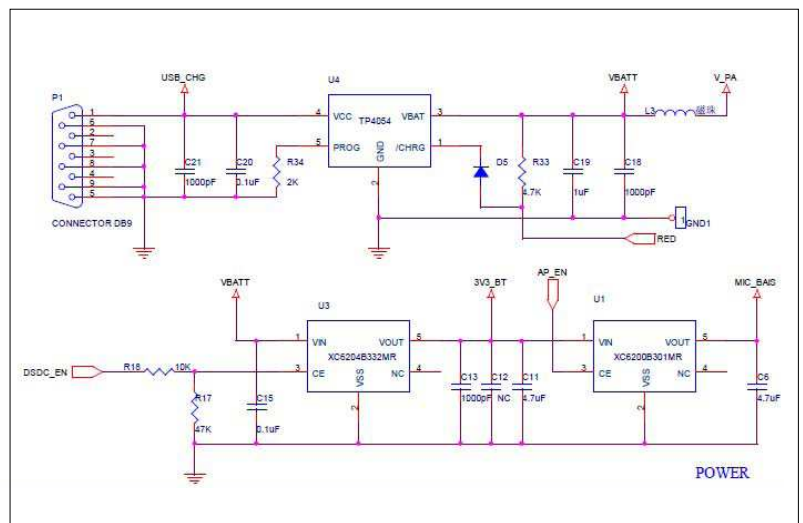 USB_CHG
U4
VBATT
V_PA
P1
L3
磁珠
1
6
2
7
3
8
4
9
5
4
VCC
TP4054
VBAT
3
5
PROG
GND
/CHRG
1
2
C21
1000pF
C20
0.1uF
R34
2K
D5
R33
4.7K
C19
1uF
C18
1000pF
CONNECTOR DB9
1
GND1
RED
VBATT
U3
3V3_BT
AP_EN
U1
MIC_BAIS
1
VIN
VOUT
5
XC6204B332MR
3
CE
VSS
NC
4
2
1
VIN
VOUT
5
XC6200B301MR
3
CE
VSS
NC
4
2
DSDC_EN
R18
10K
R17
47K
C15
0.1uF
C13
1000pF
C12
NC
C11
4.7uF
C6
4.7uF
POWER